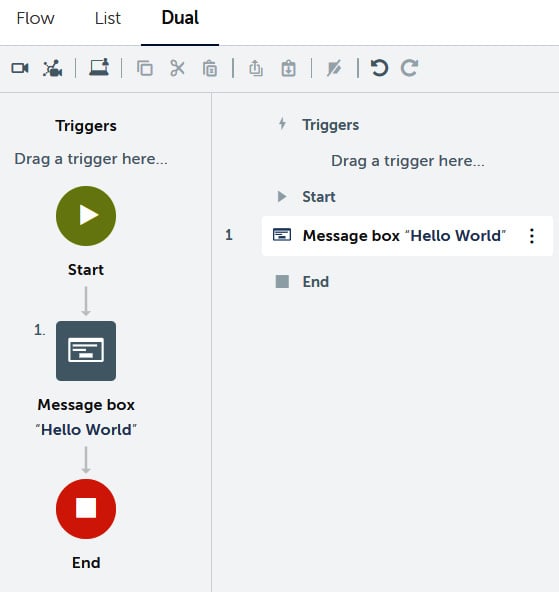 Flow List Dual
Triggers
Drag a trigger here...
Start
1.
Message box
“Hello World”
End
Triggers
Drag a trigger here...
Start
1 Message box “Hello World”
End